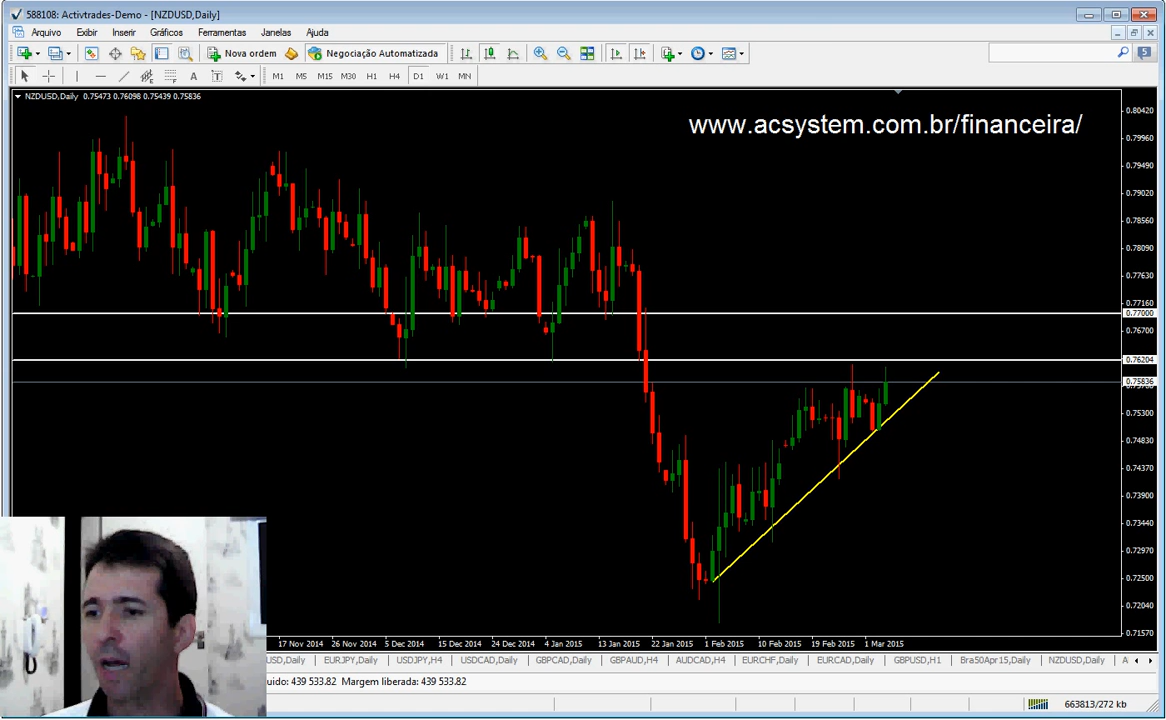 588108: Activtrades-Demo - [NZDUSD,Daily]
Arquivo Exibir Inserir Gráficos Ferramentas Janelas Ajuda
Nova ordem Negociação Automatizada
5
A T M1 M5 M15 M30 H1 H4 D1 W1 MN
NZDUSD,Daily 0.75473 0.76098 0.75439 0.75836
www.acsystem.com.br/financeira/
0.80420
0.79960
0.79490
0.79020
0.78560
0.78090
0.77630
0.77160
0.77000
0.76700
0.76204
0.75836
0.75300
0.74830
0.74370
0.73900
0.73440
0.72970
0.72500
0.72040
0.71570
17 Nov 2014 26 Nov 2014 5 Dec 2014 15 Dec 2014 24 Dec 2014 4 Jan 2015 13 Jan 2015 22 Jan 2015 1 Feb 2015 10 Feb 2015 19 Feb 2015 1 Mar 2015
USD,Daily EURJPY,Daily USDJPY,H4 USDCAD,Daily GBPCAD,Daily GBPAUD,H4 AUDCAD,H4 EURCHF,Daily EURCAD,Daily GBPUSD,H1 Bra50Apr15,Daily NZDUSD,Daily A
uido: 439 533.82 Margem liberada: 439 533.82
663813/272 kb